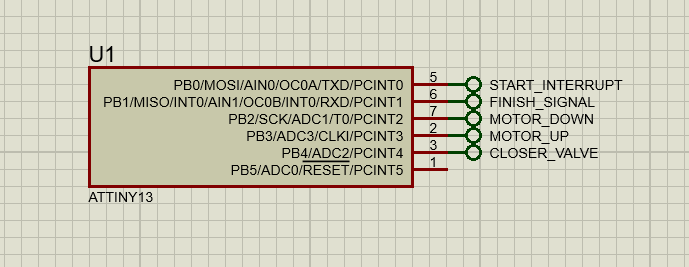 U1
PB0/MOSI/AIN0/OC0A/TXD/PCINT0 5 START_INTERRUPT
PB1/MISO/INT0/AIN1/OC0B/INT0/RXD/PCINT1 6 FINISH_SIGNAL
PB2/SCK/ADC1/T0/PCINT2 7 MOTOR_DOWN
PB3/ADC3/CLKI/PCINT3 2 MOTOR_UP
PB4/ADC2/PCINT4 3 CLOSER_VALVE
PB5/ADC0/RESET/PCINT5 1
ATTINY13